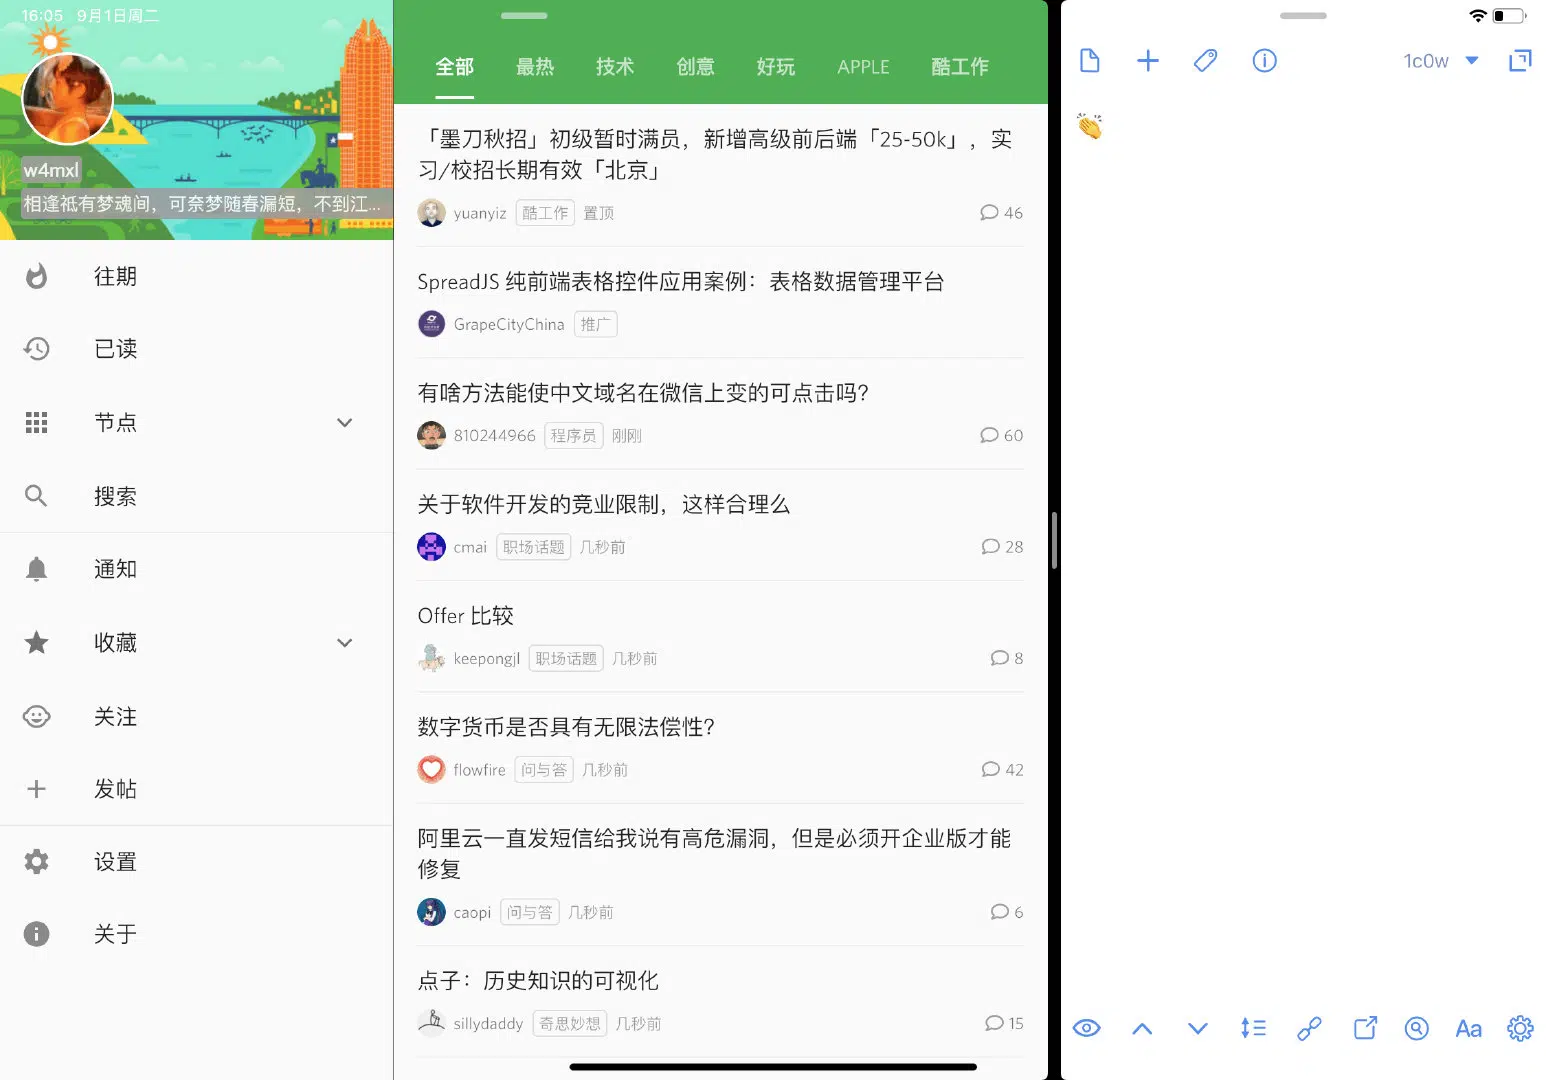 16:05 9月1日周二
w4mxl
相逢祗有梦魂间，可奈梦随春漏短，不到江...
往期
已读
节点
搜索
通知
收藏
关注
发帖
设置
关于
全部 最热 技术 创意 好玩 APPLE 酷工作
「墨刀秋招」初级暂时满员，新增高级前后端「25-50k」，实
习/校招长期有效「北京」
yuanyiz 酷工作 置顶 46
SpreadJS 纯前端表格控件应用案例：表格数据管理平台
GrapeCityChina 推广
有啥方法能使中文域名在微信上变的可点击吗？
810244966 程序员 刚刚 60
关于软件开发的竞业限制，这样合理么
cmai 职场话题 几秒前 28
Offer 比较
keepongjl 职场话题 几秒前 8
数字货币是否具有无限法偿性？
flowfire 问与答 几秒前 42
阿里云一直发短信给我说有高危漏洞，但是必须开企业版才能
修复
caopi 问与答 几秒前 6
点子：历史知识的可视化
sillydaddy 奇思妙想 几秒前 15
1c0w
👏
Aa